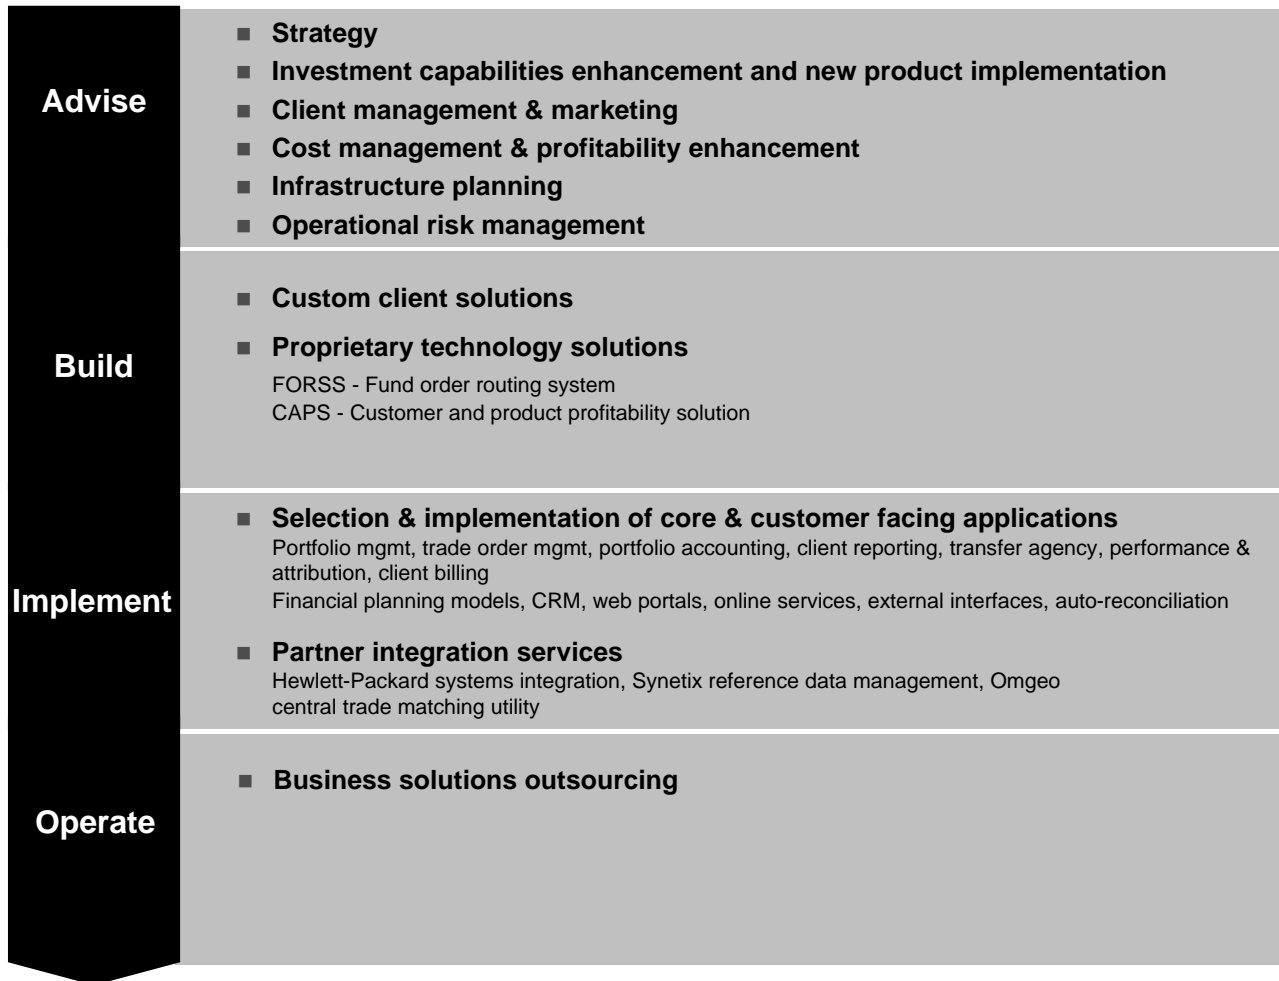 Advise
Strategy
Investment capabilities enhancement and new product implementation
Client management & marketing
Cost management & profitability enhancement
Infrastructure planning
Operational risk management
Build
Custom client solutions
Proprietary technology solutions
FORSS - Fund order routing system
CAPS - Customer and product profitability solution
Implement
Selection & implementation of core & customer facing applications
Portfolio mgmt, trade order mgmt, portfolio accounting, client reporting, transfer agency, performance &
attribution, client billing
Financial planning models, CRM, web portals, online services, external interfaces, auto-reconciliation
Partner integration services
Hewlett-Packard systems integration, Synetix reference data management, Omgeo
central trade matching utility
Operate
Business solutions outsourcing